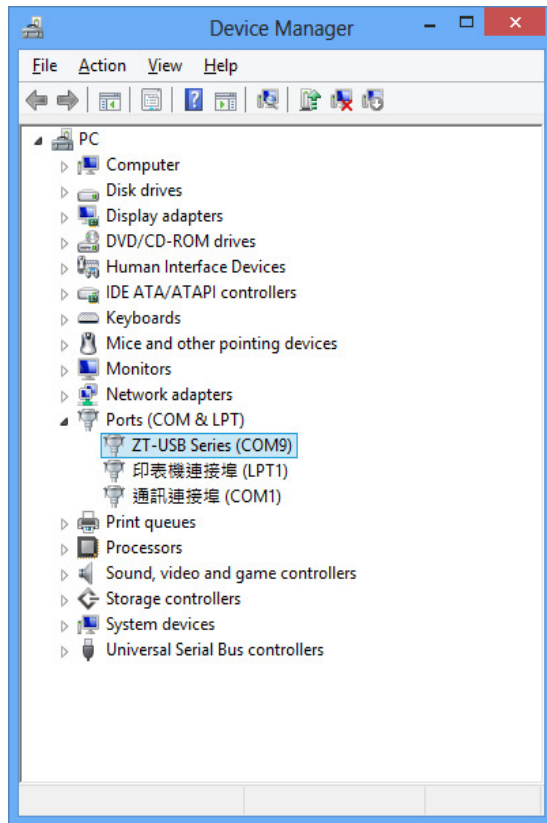 Device Manager
File Action View Help
PC
Computer
Disk drives
Display adapters
DVD/CD-ROM drives
Human Interface Devices
IDE ATA/ATAPI controllers
Keyboards
Mice and other pointing devices
Monitors
Network adapters
Ports (COM & LPT)
ZT-USB Series (COM9)
印表機連接埠 (LPT1)
通訊連接埠 (COM1)
Print queues
Processors
Sound, video and game controllers
Storage controllers
System devices
Universal Serial Bus controllers